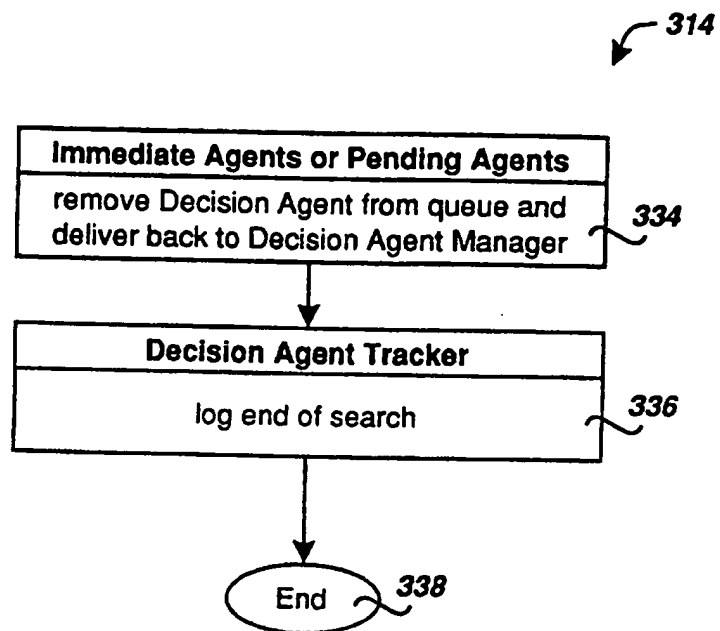 314
Immediate Agents or Pending Agents
remove Decision Agent from queue and
deliver back to Decision Agent Manager
334
Decision Agent Tracker
log end of search
336
End
338